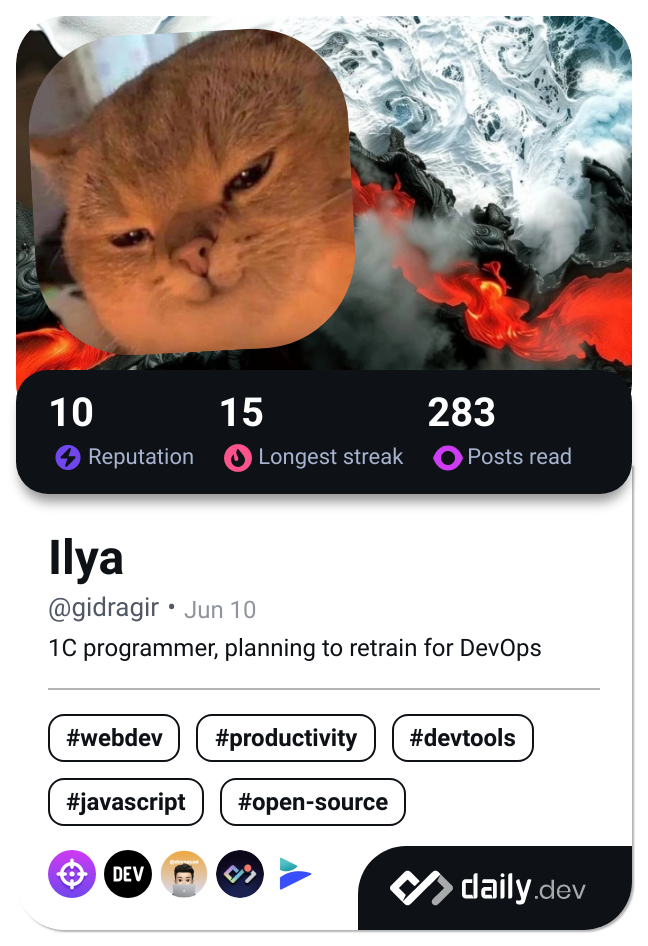 10 15 283
Reputation Longest streak Posts read
Ilya
@gidragir • Jun 10
1C programmer, planning to retrain for DevOps
#webdev #productivity #devtools
#javascript #open-source
DEV
daily.dev